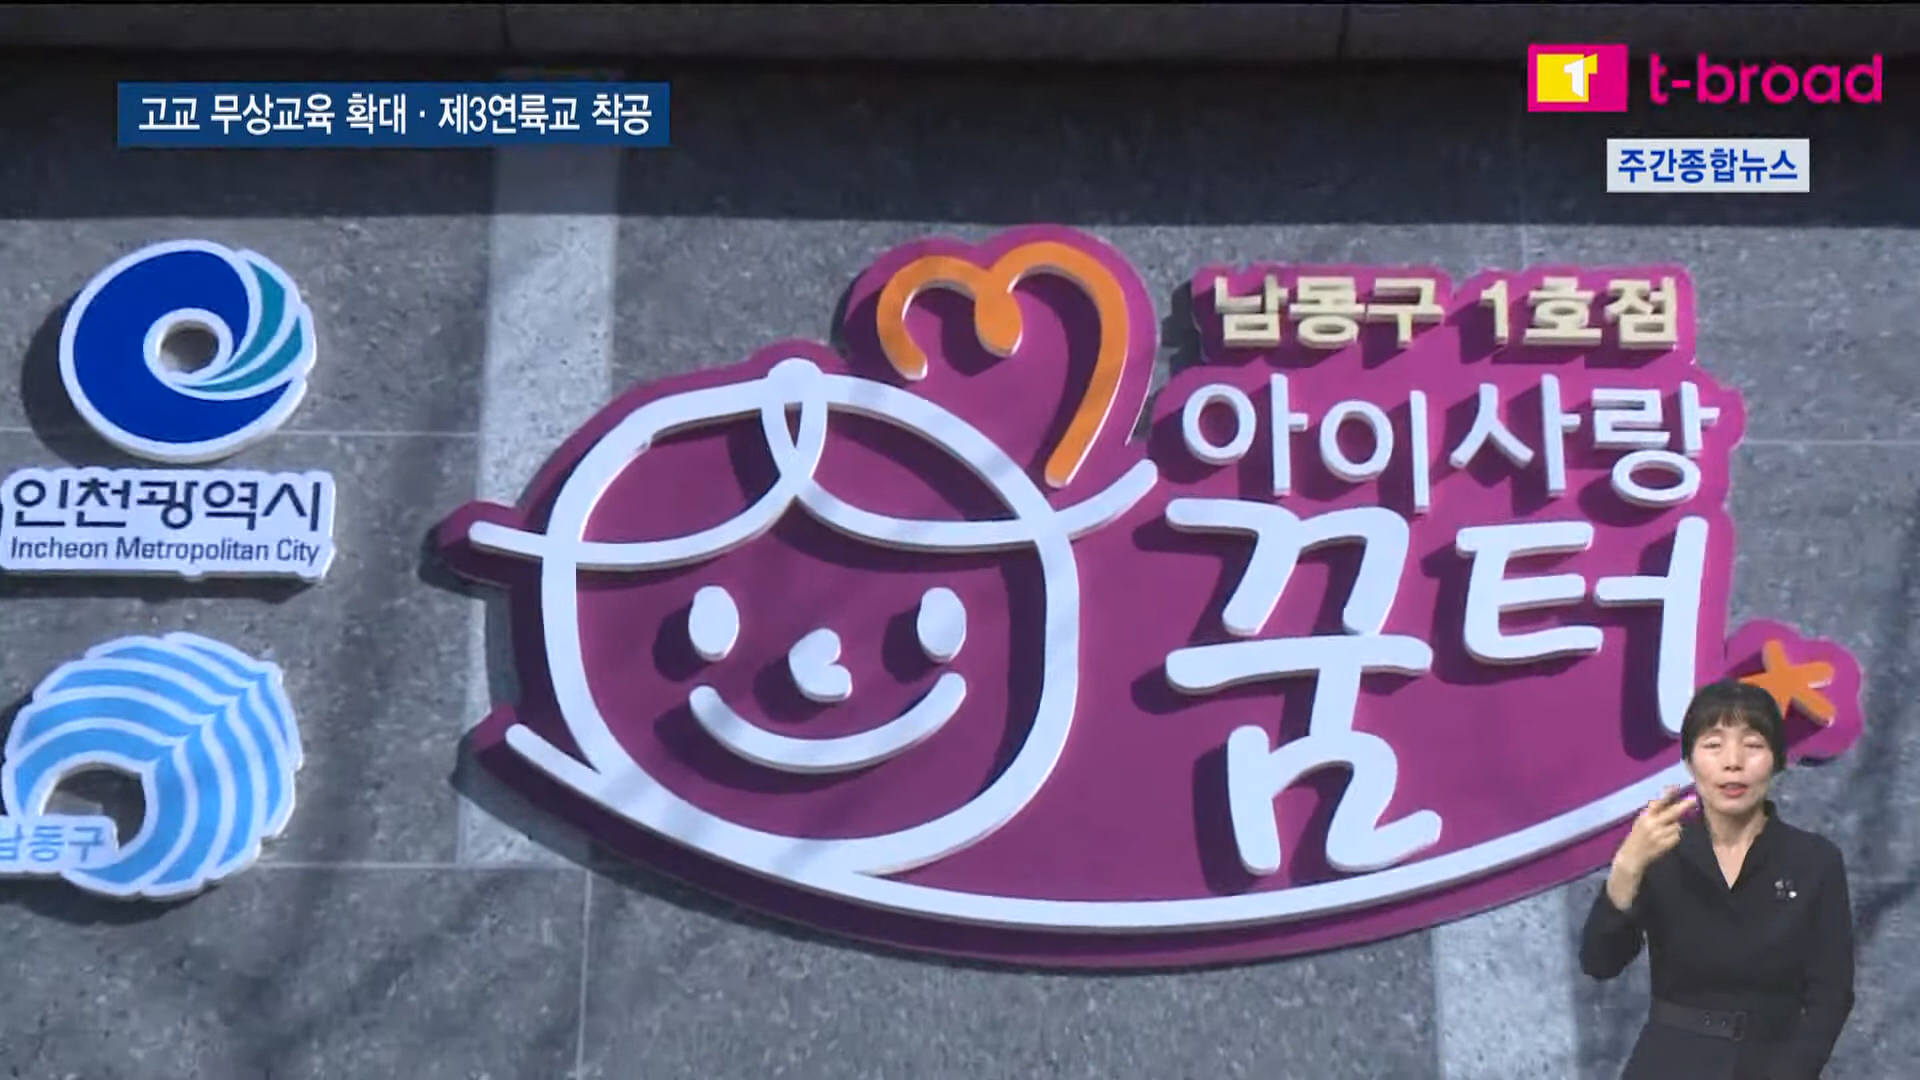 고교 무상교육 확대 · 제3연륙교 착공
t-broad
주간종합뉴스
남동구 1호점
아이사랑
꿈터
인천광역시
Incheon Metropolitan City
남동구